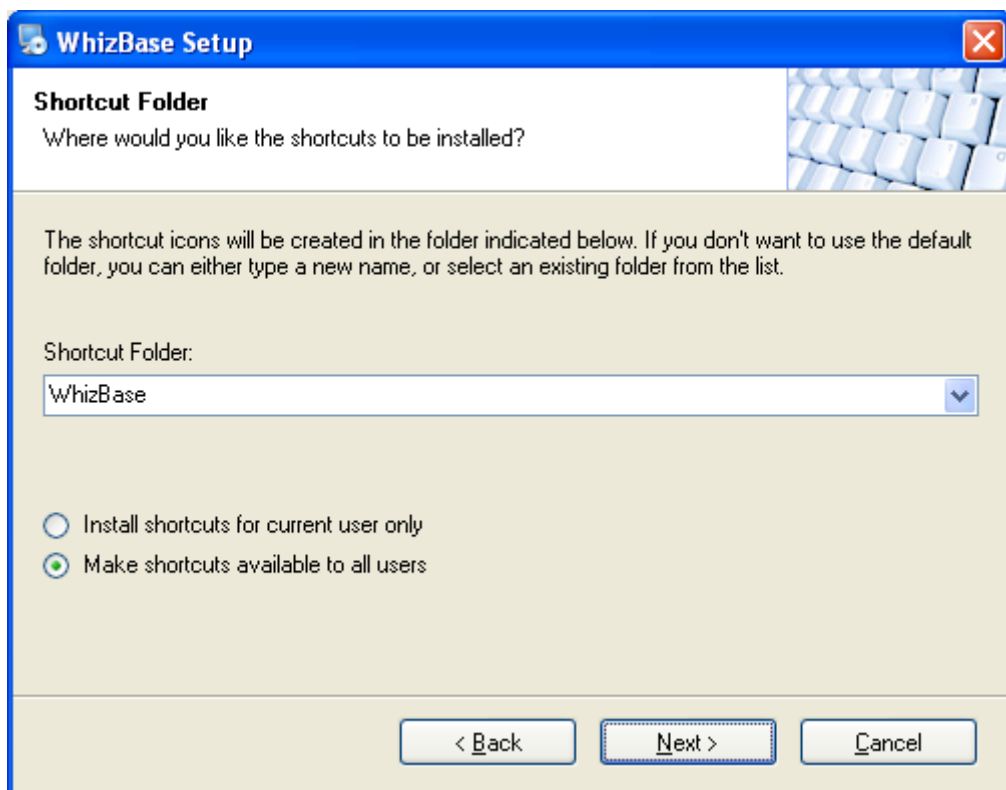 WhizBase Setup
Shortcut Folder
Where would you like the shortcuts to be installed?
The shortcut icons will be created in the folder indicated below. If you don't want to use the default
folder, you can either type a new name, or select an existing folder from the list.
Shortcut Folder:
WhizBase
Install shortcuts for current user only
Make shortcuts available to all users
< Back
Next >
Cancel